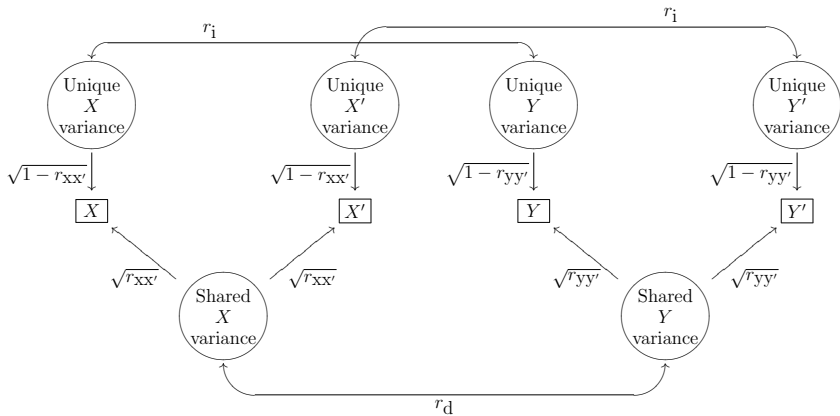 r_i
r_i
Unique
X
variance
Unique
X′
variance
Unique
Y
variance
Unique
Y′
variance
√1 − r_xx′
√1 − r_xx′
√1 − r_yy′
√1 − r_yy′
X
X′
Y
Y′
√r_xx′
√r_xx′
√r_yy′
√r_yy′
Shared
X
variance
Shared
Y
variance
r_d